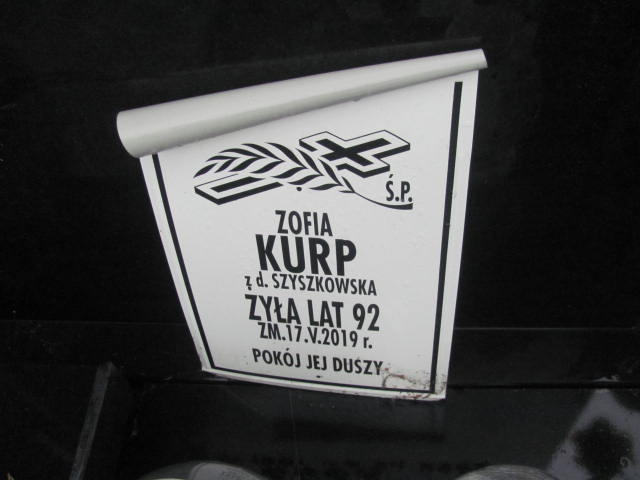 Ś.P.
ZOFIA
KURP
z d. SZYSZKOWSKA
ŻYŁA LAT 92
ZM.17.V.2019 r.
POKÓJ JEJ DUSZY